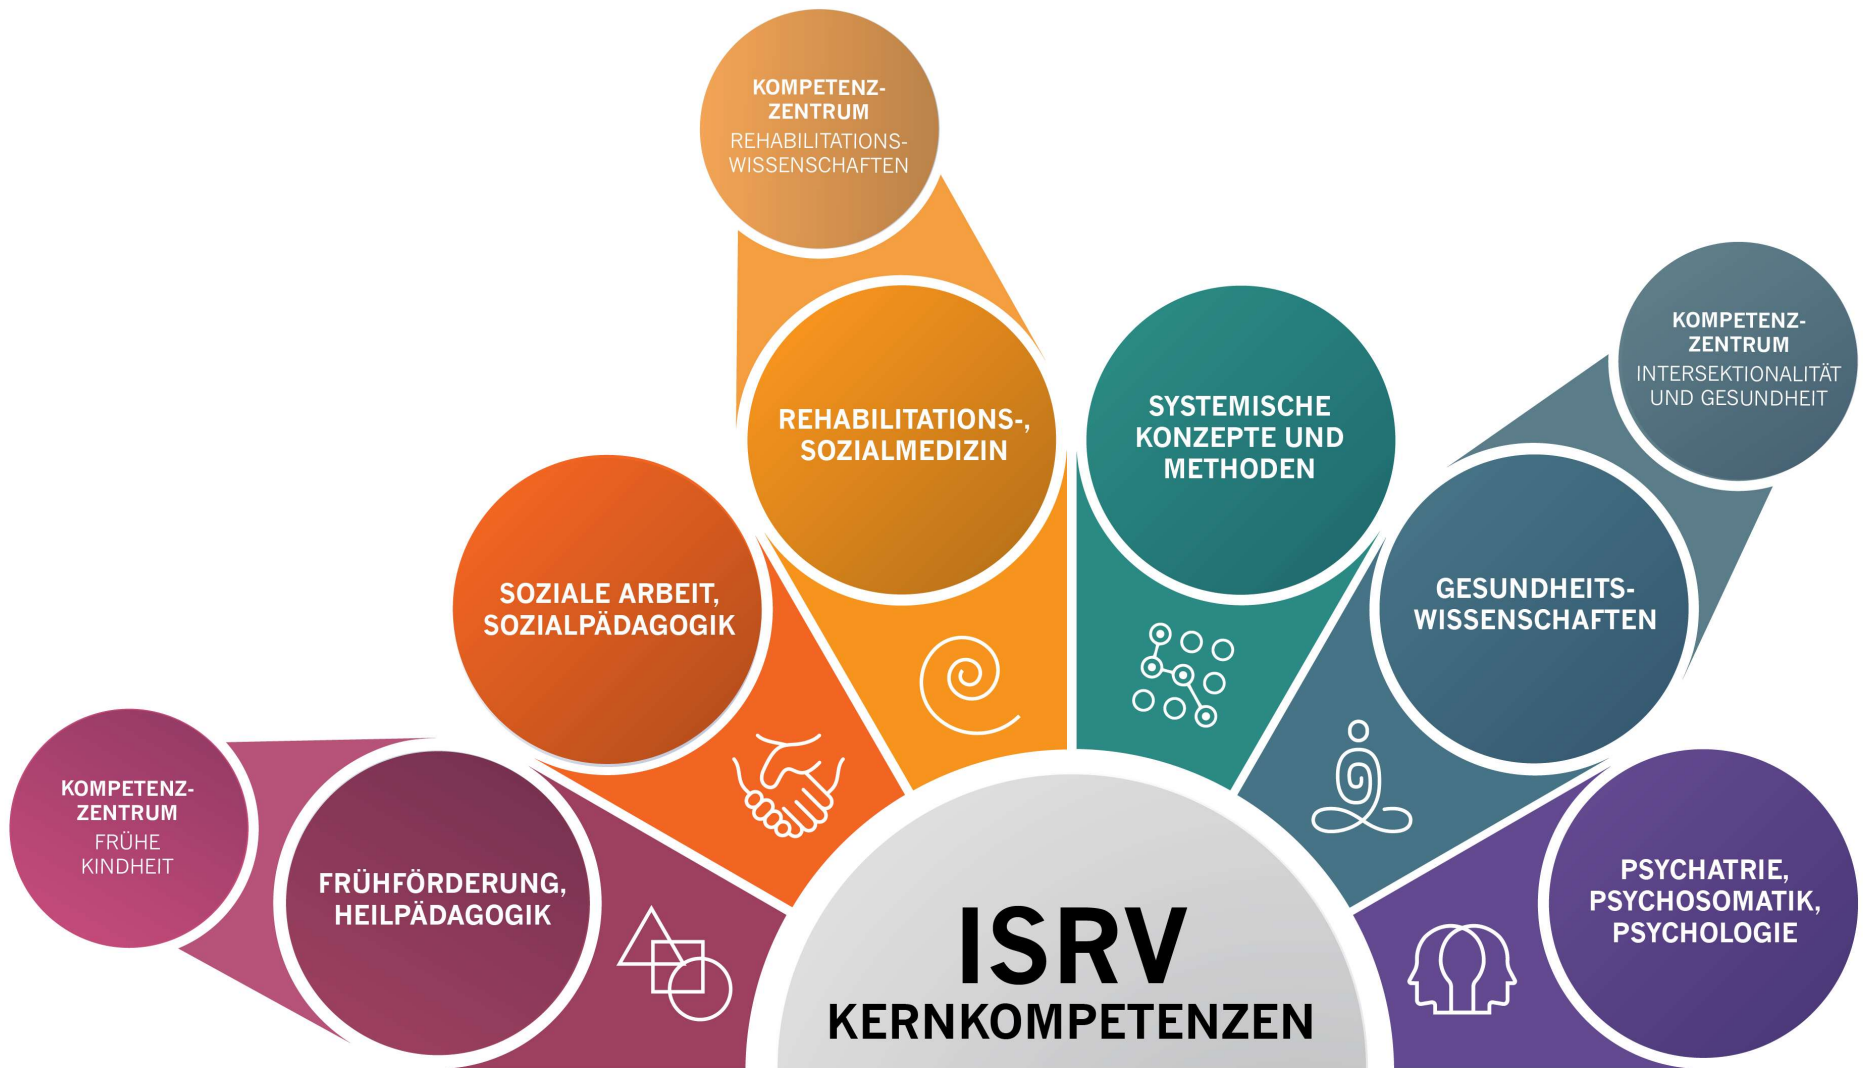 KOMPETENZ-
ZENTRUM
REHABILITATIONS-
WISSENSCHAFTEN
KOMPETENZ-
ZENTRUM
INTERSEKTIONALITÄT
UND GESUNDHEIT
REHABILITATIONS-,
SOZIALMEDIZIN
SYSTEMISCHE
KONZEPTE UND
METHODEN
SOZIALE ARBEIT,
SOZIALPÄDAGOGIK
GESUNDHEITS-
WISSENSCHAFTEN
KOMPETENZ-
ZENTRUM
FRÜHE
KINDHEIT
FRÜHFÖRDERUNG,
HEILPÄDAGOGIK
PSYCHATRIE,
PSYCHOSOMATIK,
PSYCHOLOGIE
ISRV
KERNKOMPETENZEN